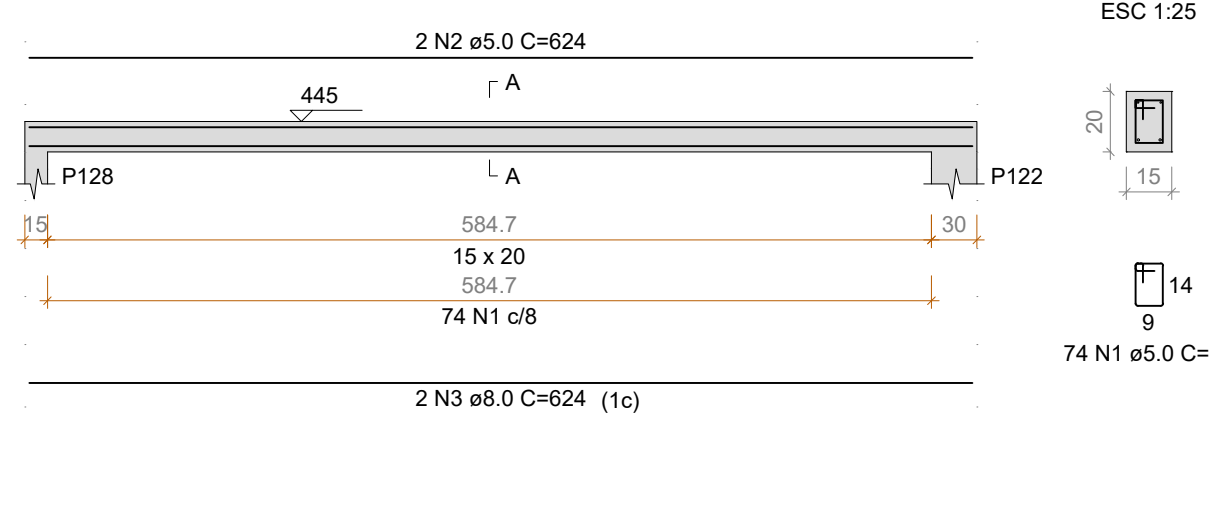 ESC 1:25
2 N2 ø5.0 C=624
A
445
20
A
P128
P122
15
15
584.7
30
15 x 20
584.7
14
74 N1 c/8
9
74 N1 ø5.0 C=
2 N3 ø8.0 C=624 (1c)